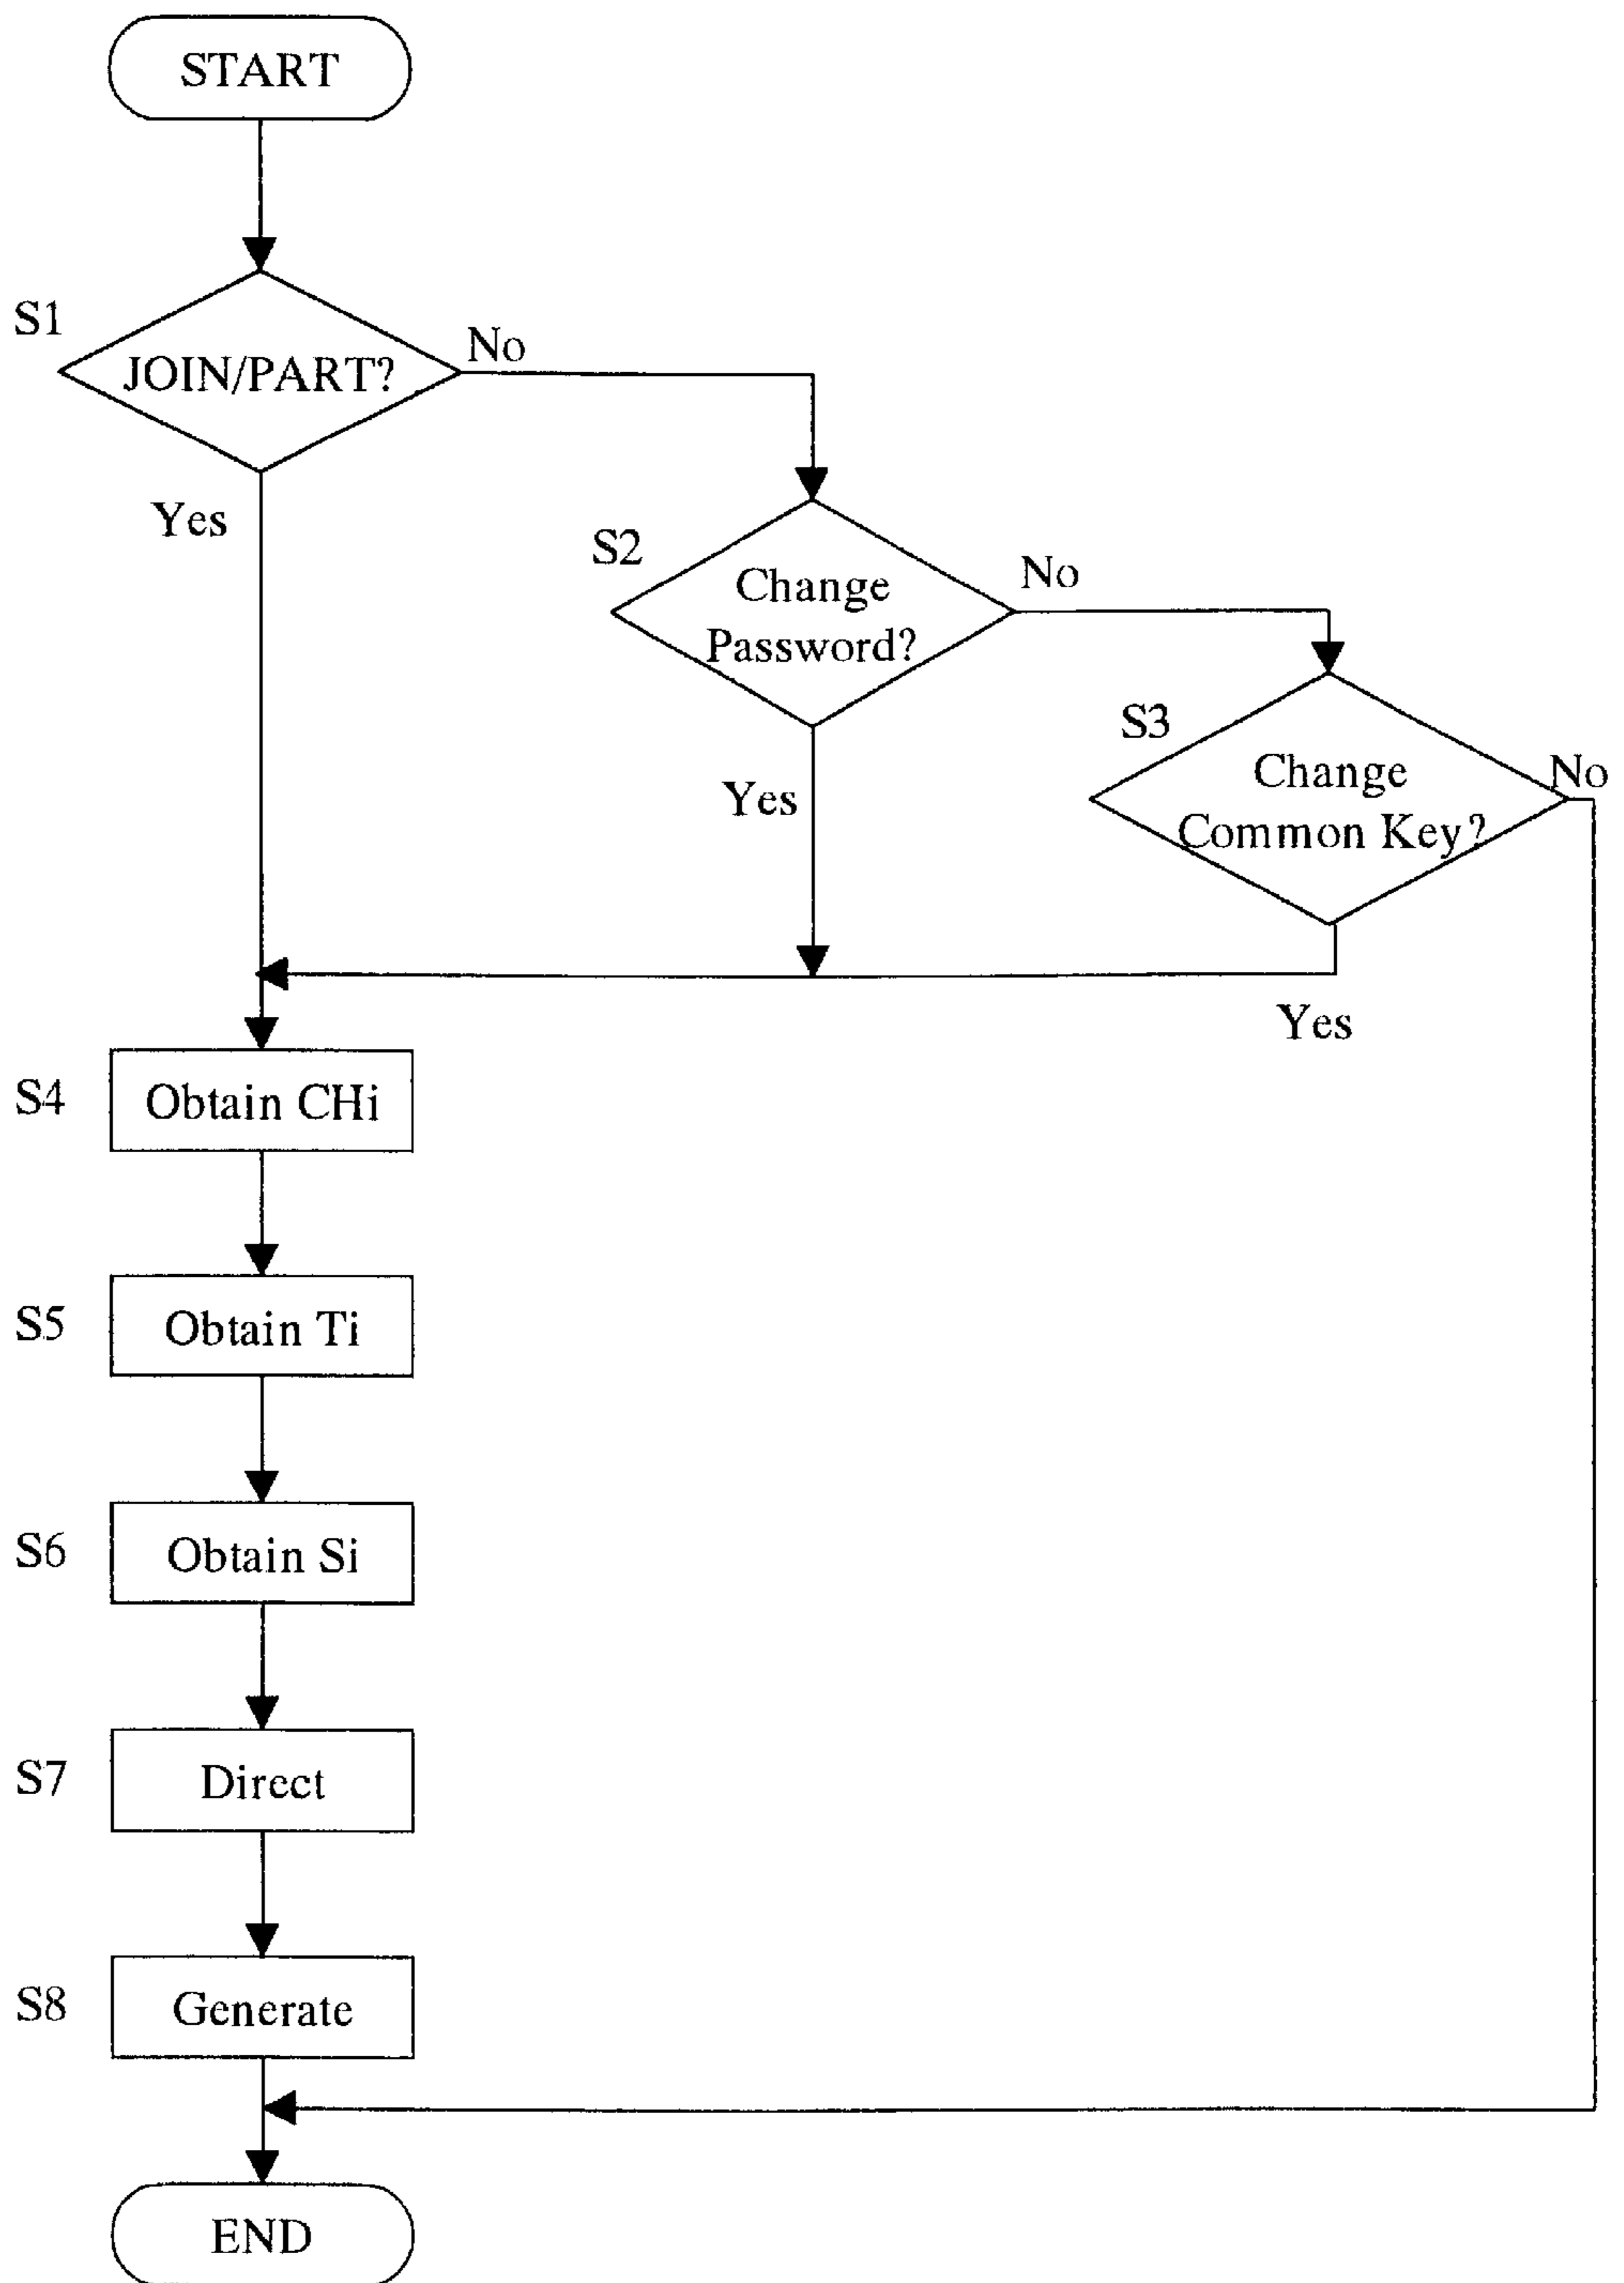 START
S1
JOIN/PART?
No
Yes
S2
Change
Password?
No
Yes
S3
Change
Common Key?
No
Yes
S4
Obtain CHi
S5
Obtain Ti
S6
Obtain Si
S7
Direct
S8
Generate
END